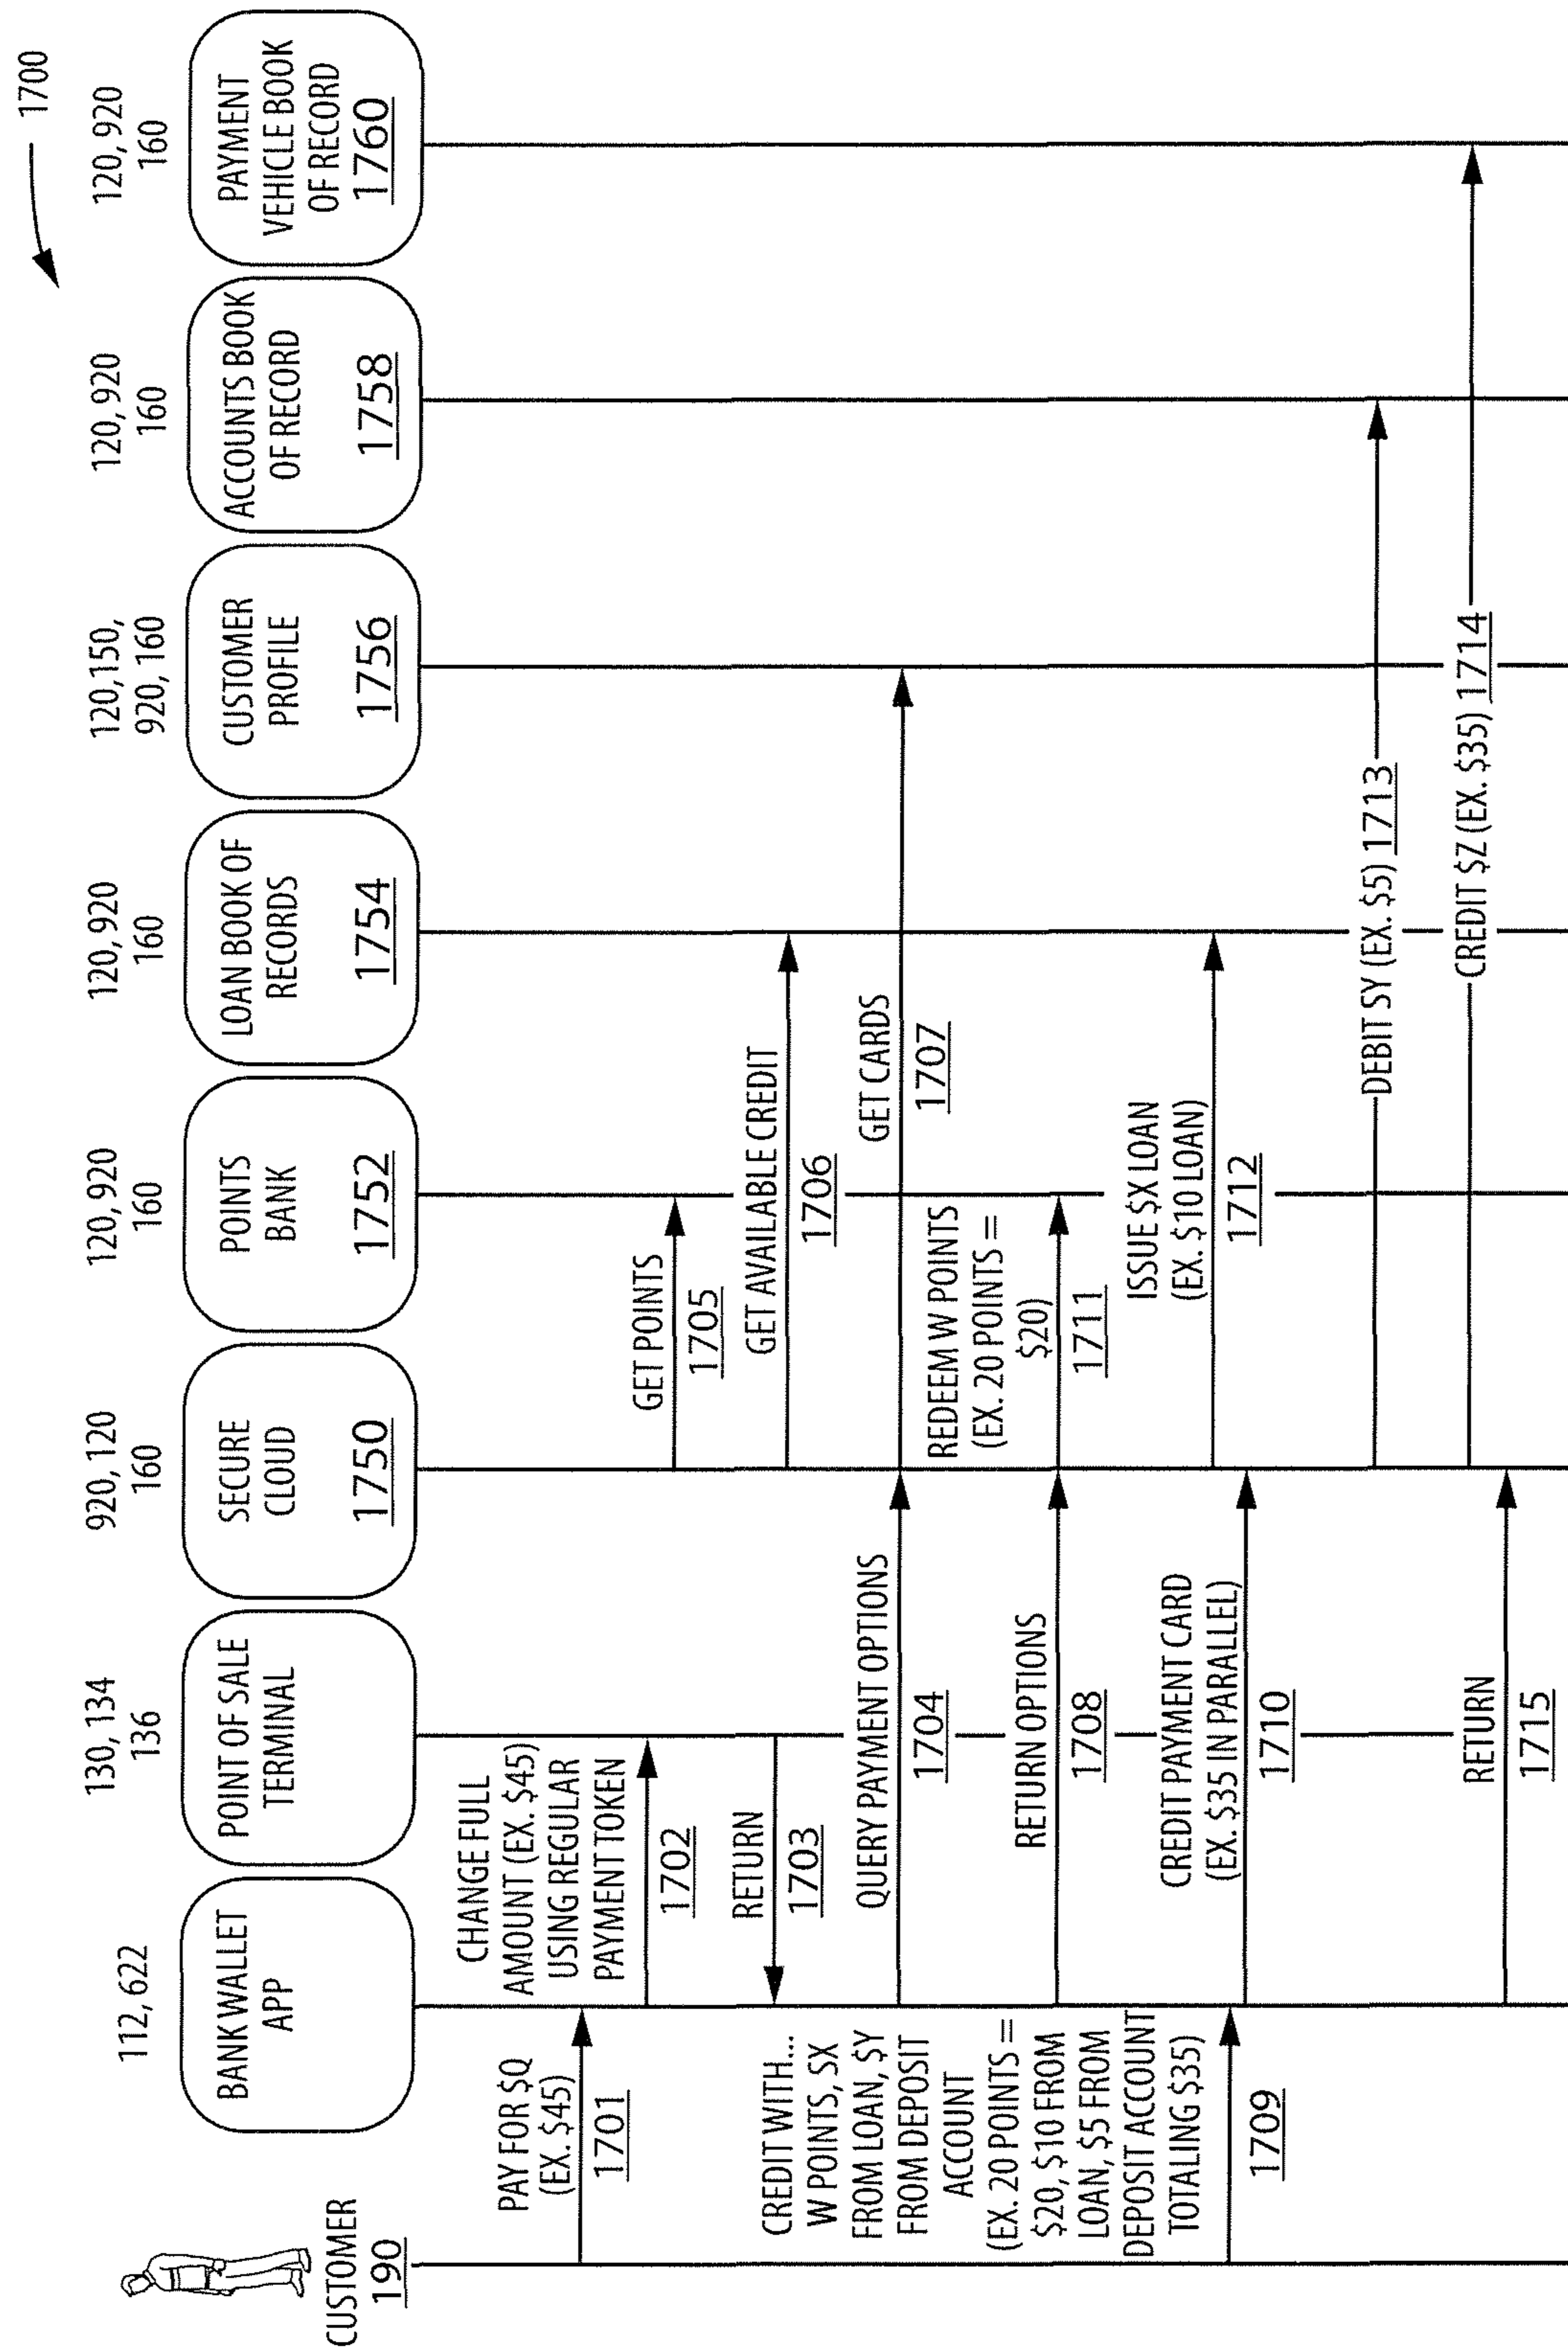 1700
112, 622
130, 134
136
920, 120
160
120, 920
160
120, 920
160
120, 150,
920, 160
120, 920
160
120, 920
160
CUSTOMER
190
BANK WALLET
APP
POINT OF SALE
TERMINAL
SECURE
CLOUD
1750
POINTS
BANK
1752
LOAN BOOK OF
RECORDS
1754
CUSTOMER
PROFILE
1756
ACCOUNTS BOOK
OF RECORD
1758
PAYMENT
VEHICLE BOOK
OF RECORD
1760
PAY FOR $Q
(EX. $45)
1701
CHANGE FULL
AMOUNT (EX. $45)
USING REGULAR
PAYMENT TOKEN
1702
RETURN
1703
QUERY PAYMENT OPTIONS
1704
GET POINTS
1705
GET AVAILABLE CREDIT
1706
GET CARDS
1707
RETURN OPTIONS
1708
CREDIT WITH...
W POINTS, SX
FROM LOAN, $Y
FROM DEPOSIT
ACCOUNT
(EX. 20 POINTS =
$20, $10 FROM
LOAN, $5 FROM
DEPOSIT ACCOUNT
TOTALING $35)
1709
CREDIT PAYMENT CARD
(EX. $35 IN PARALLEL)
1710
REDEEM W POINTS
(EX. 20 POINTS =
$20)
1711
ISSUE $X LOAN
(EX. $10 LOAN)
1712
DEBIT SY (EX. $5) 1713
CREDIT $Z (EX. $35) 1714
RETURN
1715